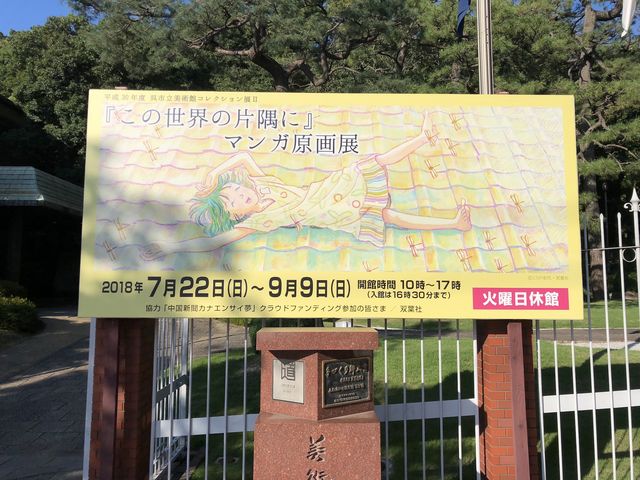 平成30年度 呉市立美術館コレクション展Ⅱ
『この世界の片隅に』
マンガ原画展
2018年7月22日(日)～9月9日(日) 開館時間 10時～17時
(入館は16時30分まで)
火曜日休館
協力/「中国新聞カナエンサイ夢」クラウドファンディング参加の皆さま/双葉社
道
美術